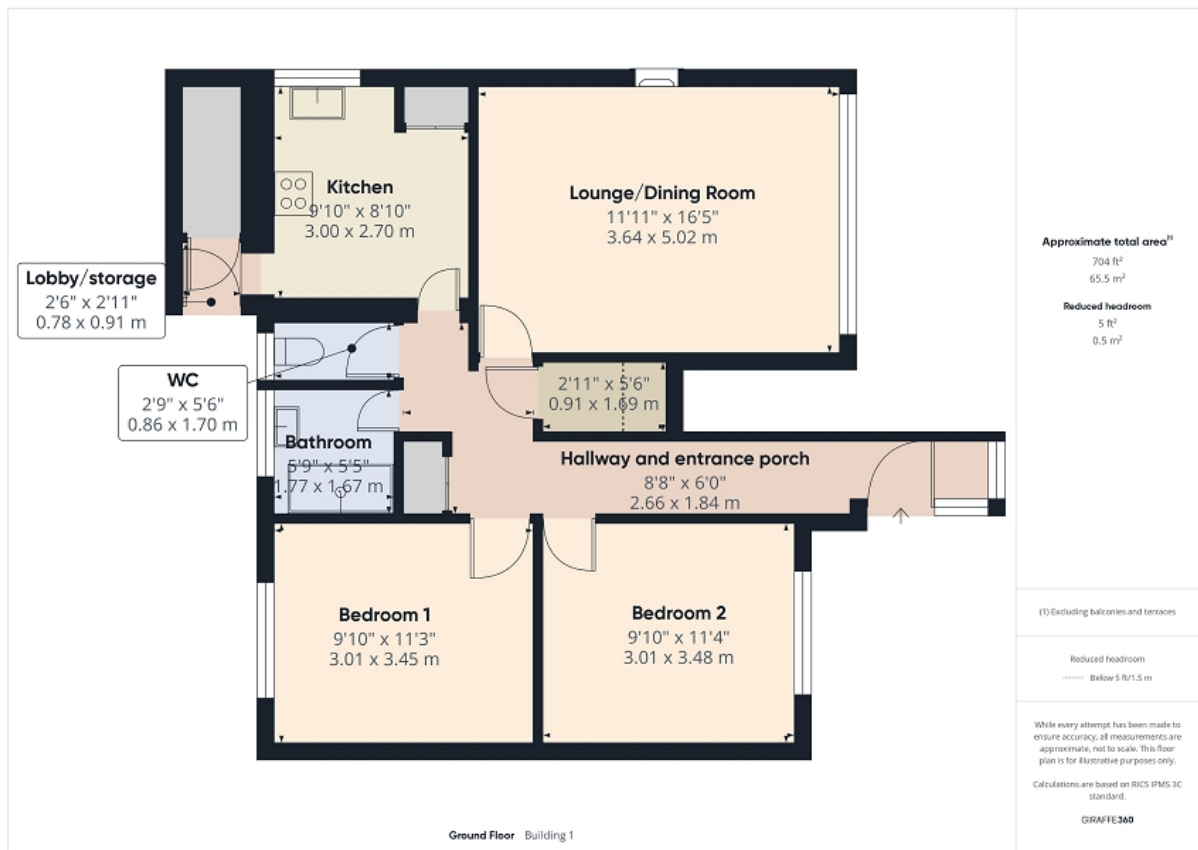 Kitchen
9'10" x 8'10"
3.00 x 2.70 m
Lounge/Dining Room
11'11" x 16'5"
3.64 x 5.02 m
Lobby/storage
2'6" x 2'11"
0.78 x 0.91 m
WC
2'9" x 5'6"
0.86 x 1.70 m
2'11" x 5'6"
0.91 x 1.69 m
Bathroom
5'9" x 5'5"
1.77 x 1.67 m
Hallway and entrance porch
8'8" x 6'0"
2.66 x 1.84 m
Bedroom 1
9'10" x 11'3"
3.01 x 3.45 m
Bedroom 2
9'10" x 11'4"
3.01 x 3.48 m
Ground Floor Building 1
Approximate total area(1)
704 ft²
65.5 m²
Reduced headroom
5 ft²
0.5 m²
(1) Excluding balconies and terraces
Reduced headroom
Below 5 ft/1.5 m
While every attempt has been made to
ensure accuracy, all measurements are
approximate, not to scale. This floor
plan is for illustrative purposes only.
Calculations are based on RICS IPMS 3C
standard.
GIRAFFE360